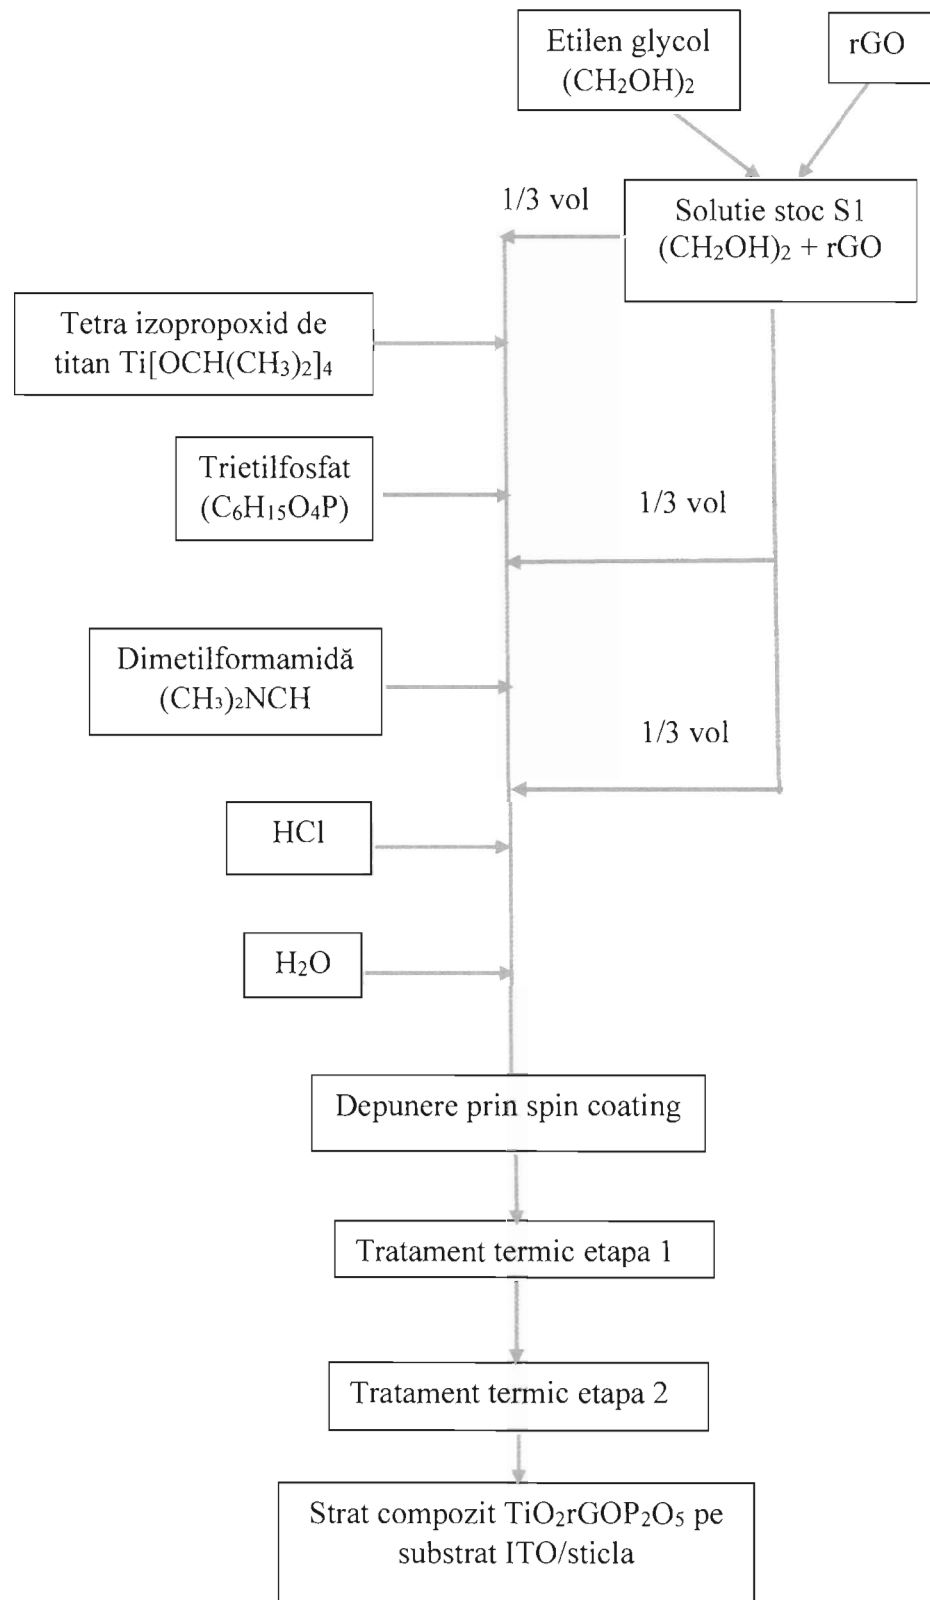 Etilen glycol
(CH₂OH)₂
rGO
1/3 vol
Solutie stoc S1
(CH₂OH)₂ + rGO
Tetra izopropoxid de
titan Ti[OCH(CH₃)₂]₄
Trietilfosfat
(C₆H₁₅O₄P)
1/3 vol
Dimetilformamidă
(CH₃)₂NCH
1/3 vol
HCl
H₂O
Depunere prin spin coating
Tratament termic etapa 1
Tratament termic etapa 2
Strat compozit TiO₂rGOP₂O₅ pe
substrat ITO/sticla